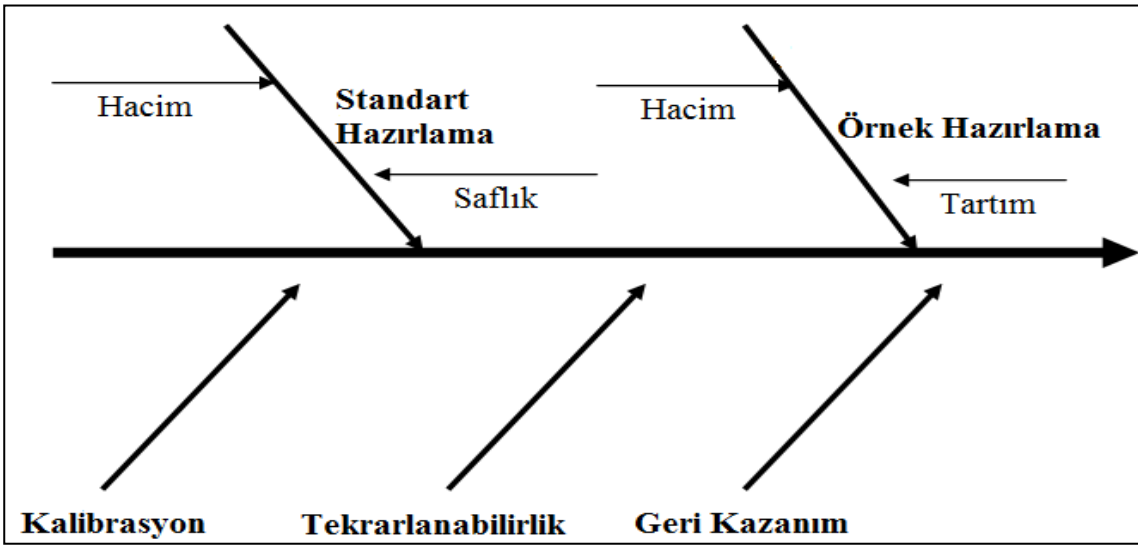 Hacim
Standart
Hazırlama
Saflık
Hacim
Örnek Hazırlama
Tartım
Kalibrasyon
Tekrarlanabilirlik
Geri Kazanım